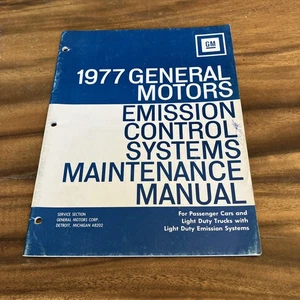 GM
1977 GENERAL
MOTORS
EMISSION
CONTROL
SYSTEMS
MAINTENANCE
MANUAL
SERVICE SECTION
GENERAL MOTORS CORP.
DETROIT, MICHIGAN 48202
For Passenger Cars and
Light Duty Trucks with
Light Duty Emission Systems